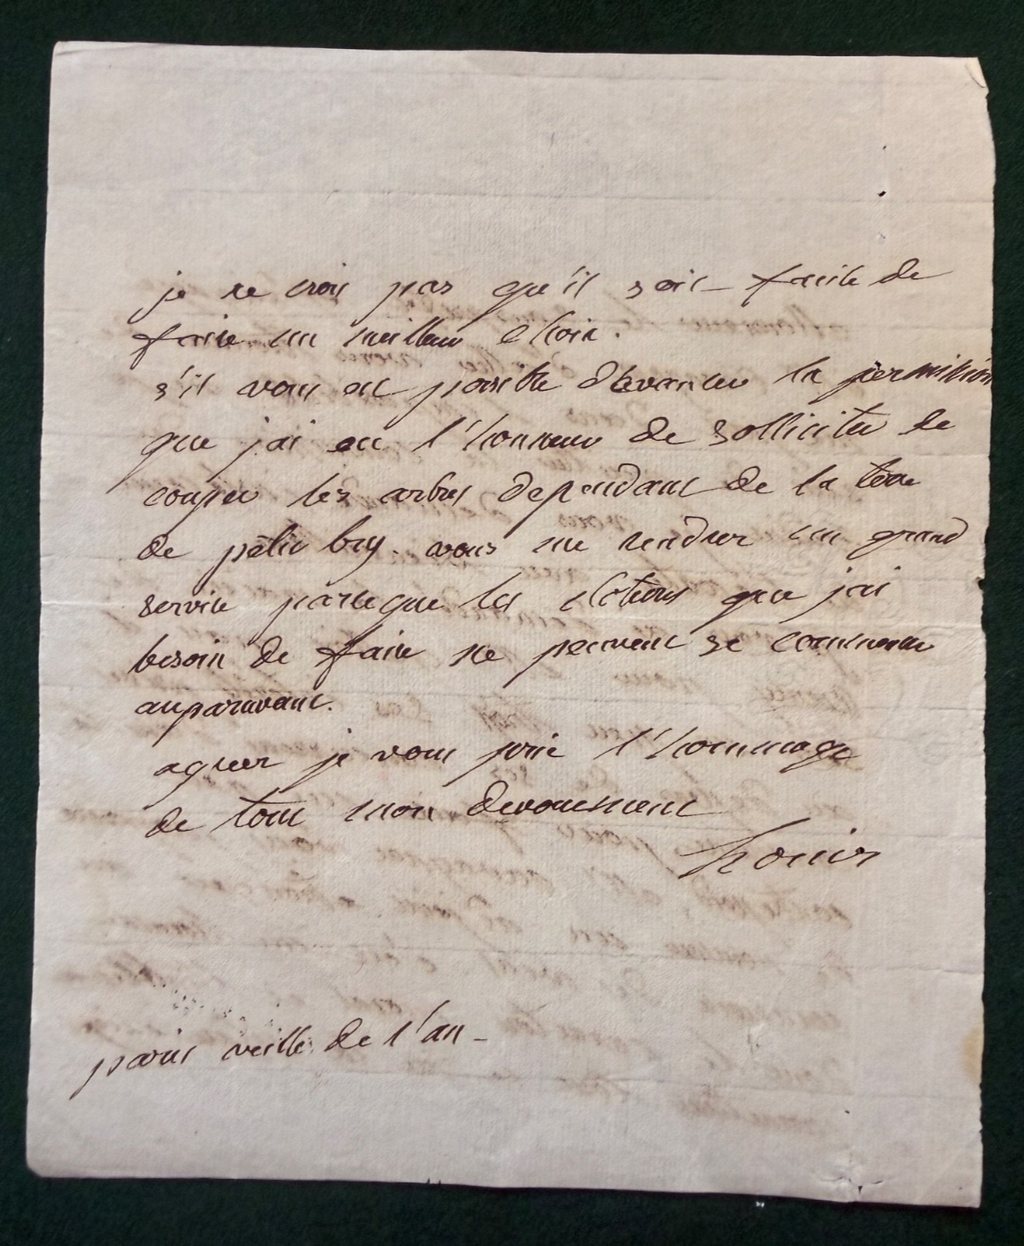 je ne crois pas qu'il soit facile de
faire un meilleur choix.
s'il vous est possible d'avancer la permission
que j'ai eu l'honneur de solliciter de
couper les arbres dependant de la terre
de petit bry. vous me rendrez un grand
service parceque les clotures que j'ai
besoin de faire ne peuvent se commencer
auparavant.
agreer je vous prie l'hommage
de tout mon devouement
paris veille de l'an